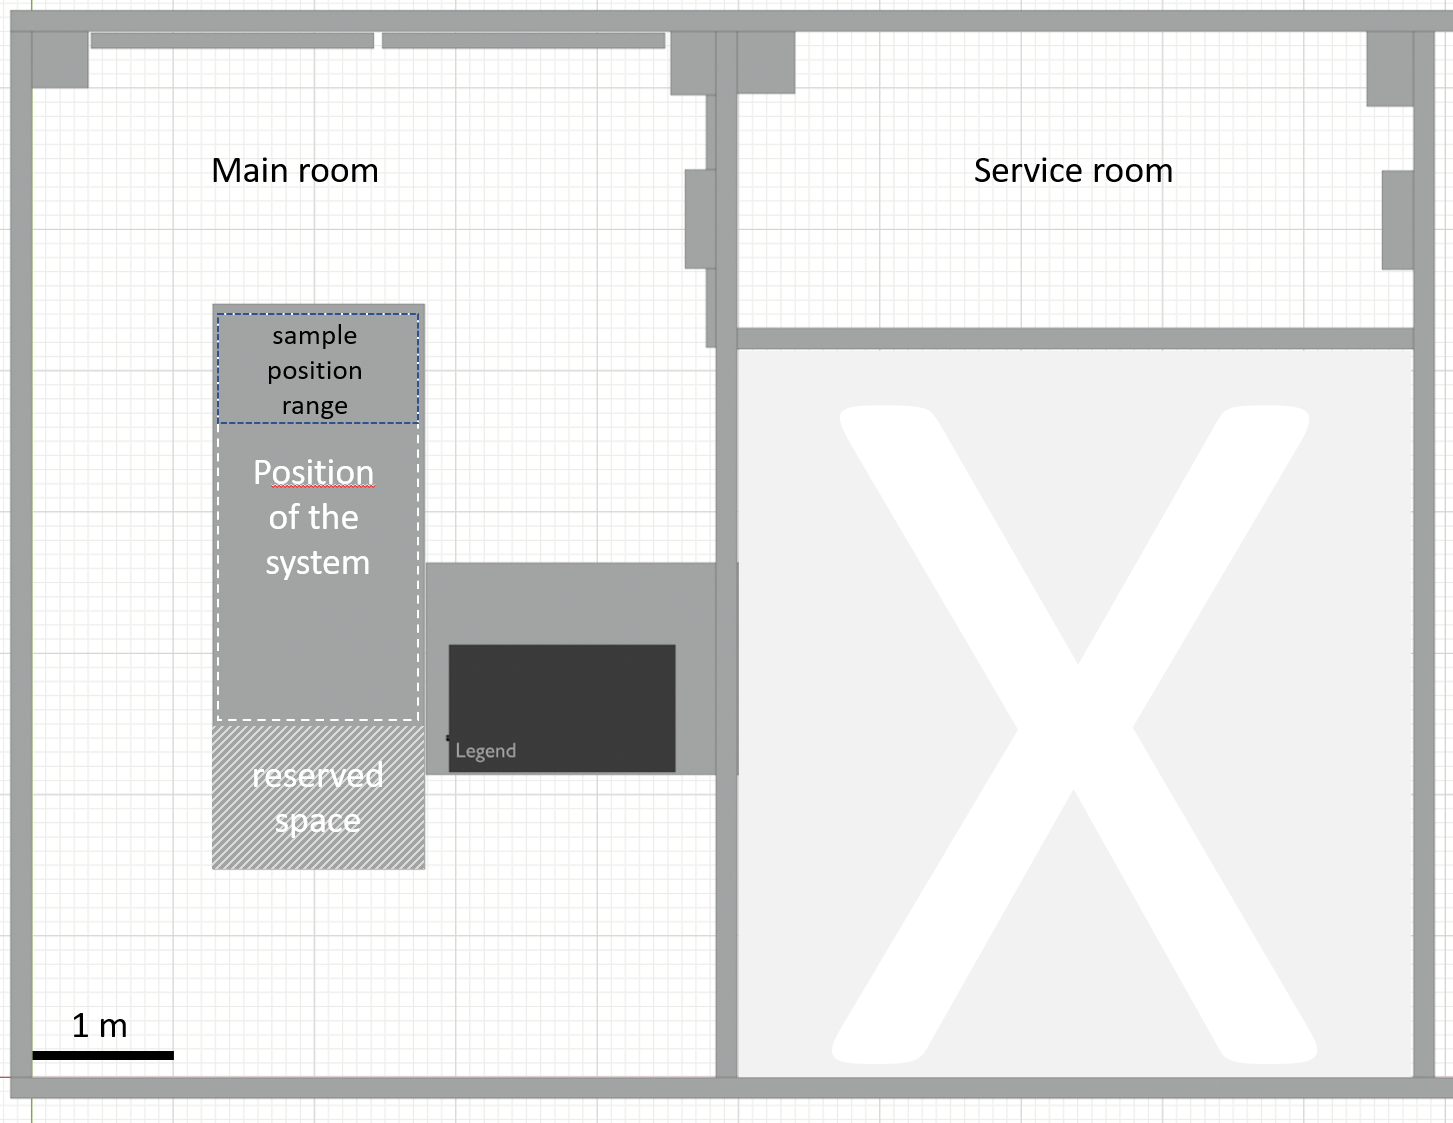 Main room
Service room
sample
position
range
Position
of the
system
Legend
reserved
space
1 m
X